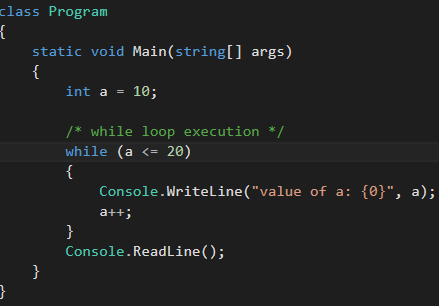 class Program
{
    static void Main(string[] args)
    {
        int a = 10;

        /* while loop execution */
        while (a <= 20)
        {
            Console.WriteLine("value of a: {0}", a);
            a++;
        }
        Console.ReadLine();
    }
}